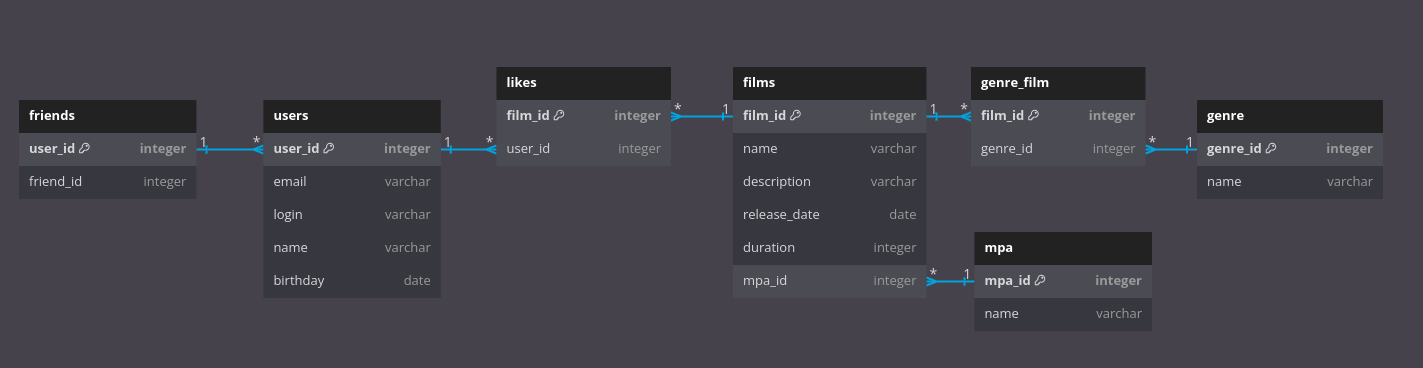 friends
user_id integer
friend_id integer
1 *
users
user_id integer
email varchar
login varchar
name varchar
birthday date
1 *
likes
film_id integer
user_id integer
* 1
films
film_id integer
name varchar
description varchar
release_date date
duration integer
mpa_id integer
1 *
* 1
genre_film
film_id integer
genre_id integer
* 1
mpa
mpa_id integer
name varchar
genre
genre_id integer
name varchar